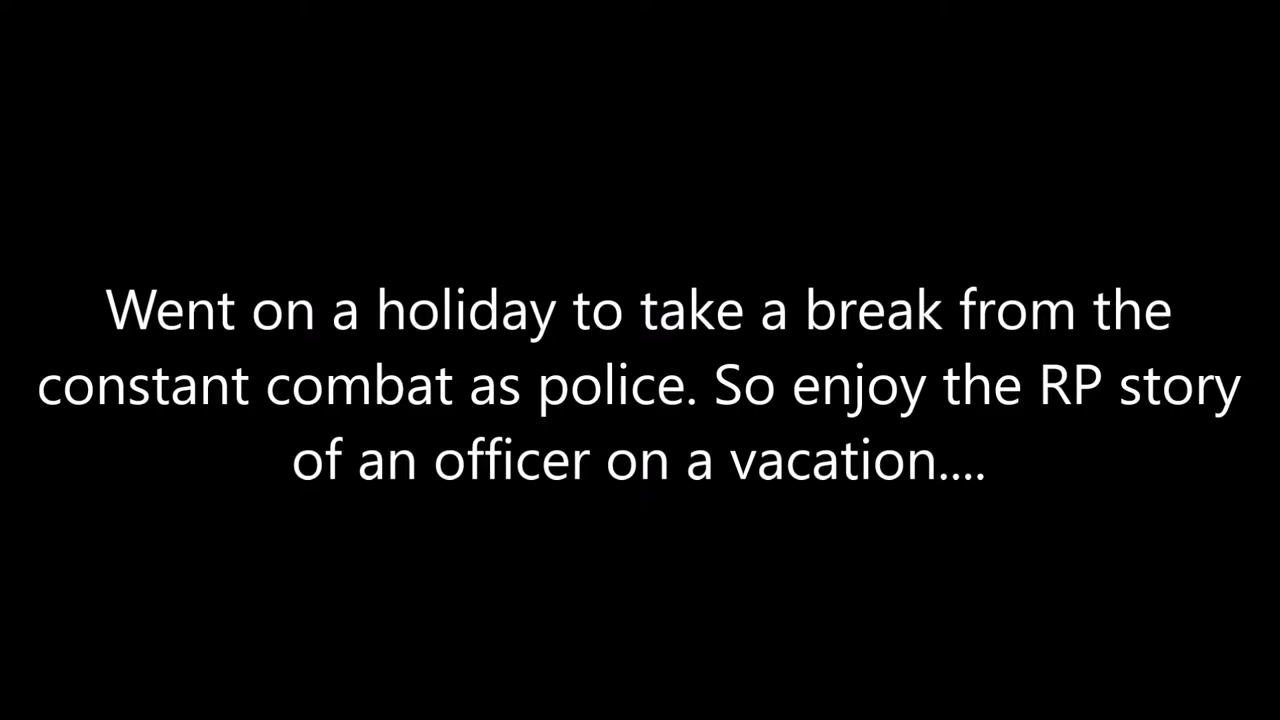 Went on a holiday to take a break from the
constant combat as police. So enjoy the RP story
of an officer on a vacation....